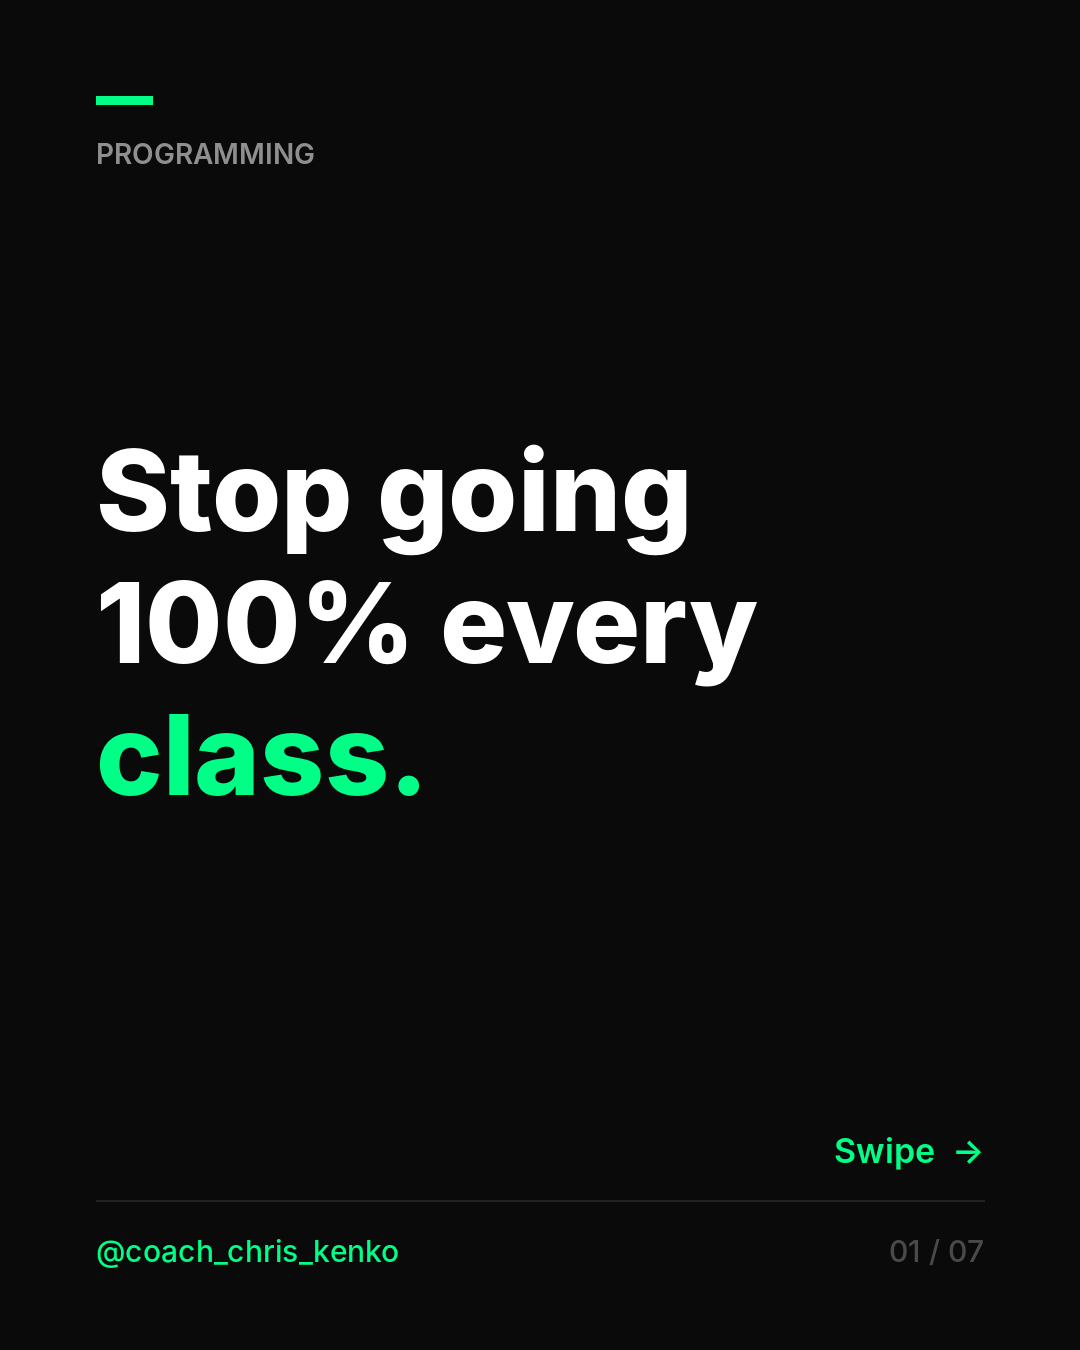 PROGRAMMING
Stop going
100% every
class.
Swipe →
@coach_chris_kenko
01 / 07